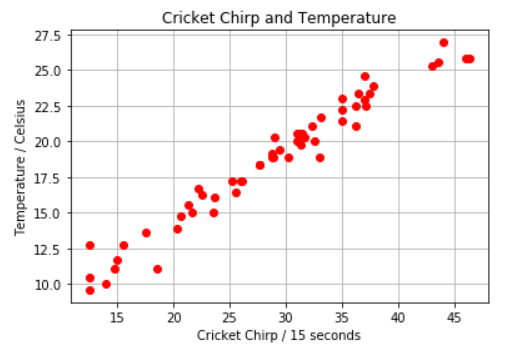 Cricket Chirp and Temperature
27.5
25.0
22.5
20.0
17.5
15.0
12.5
10.0
Temperature / Celsius
15 20 25 30 35 40 45
Cricket Chirp / 15 seconds